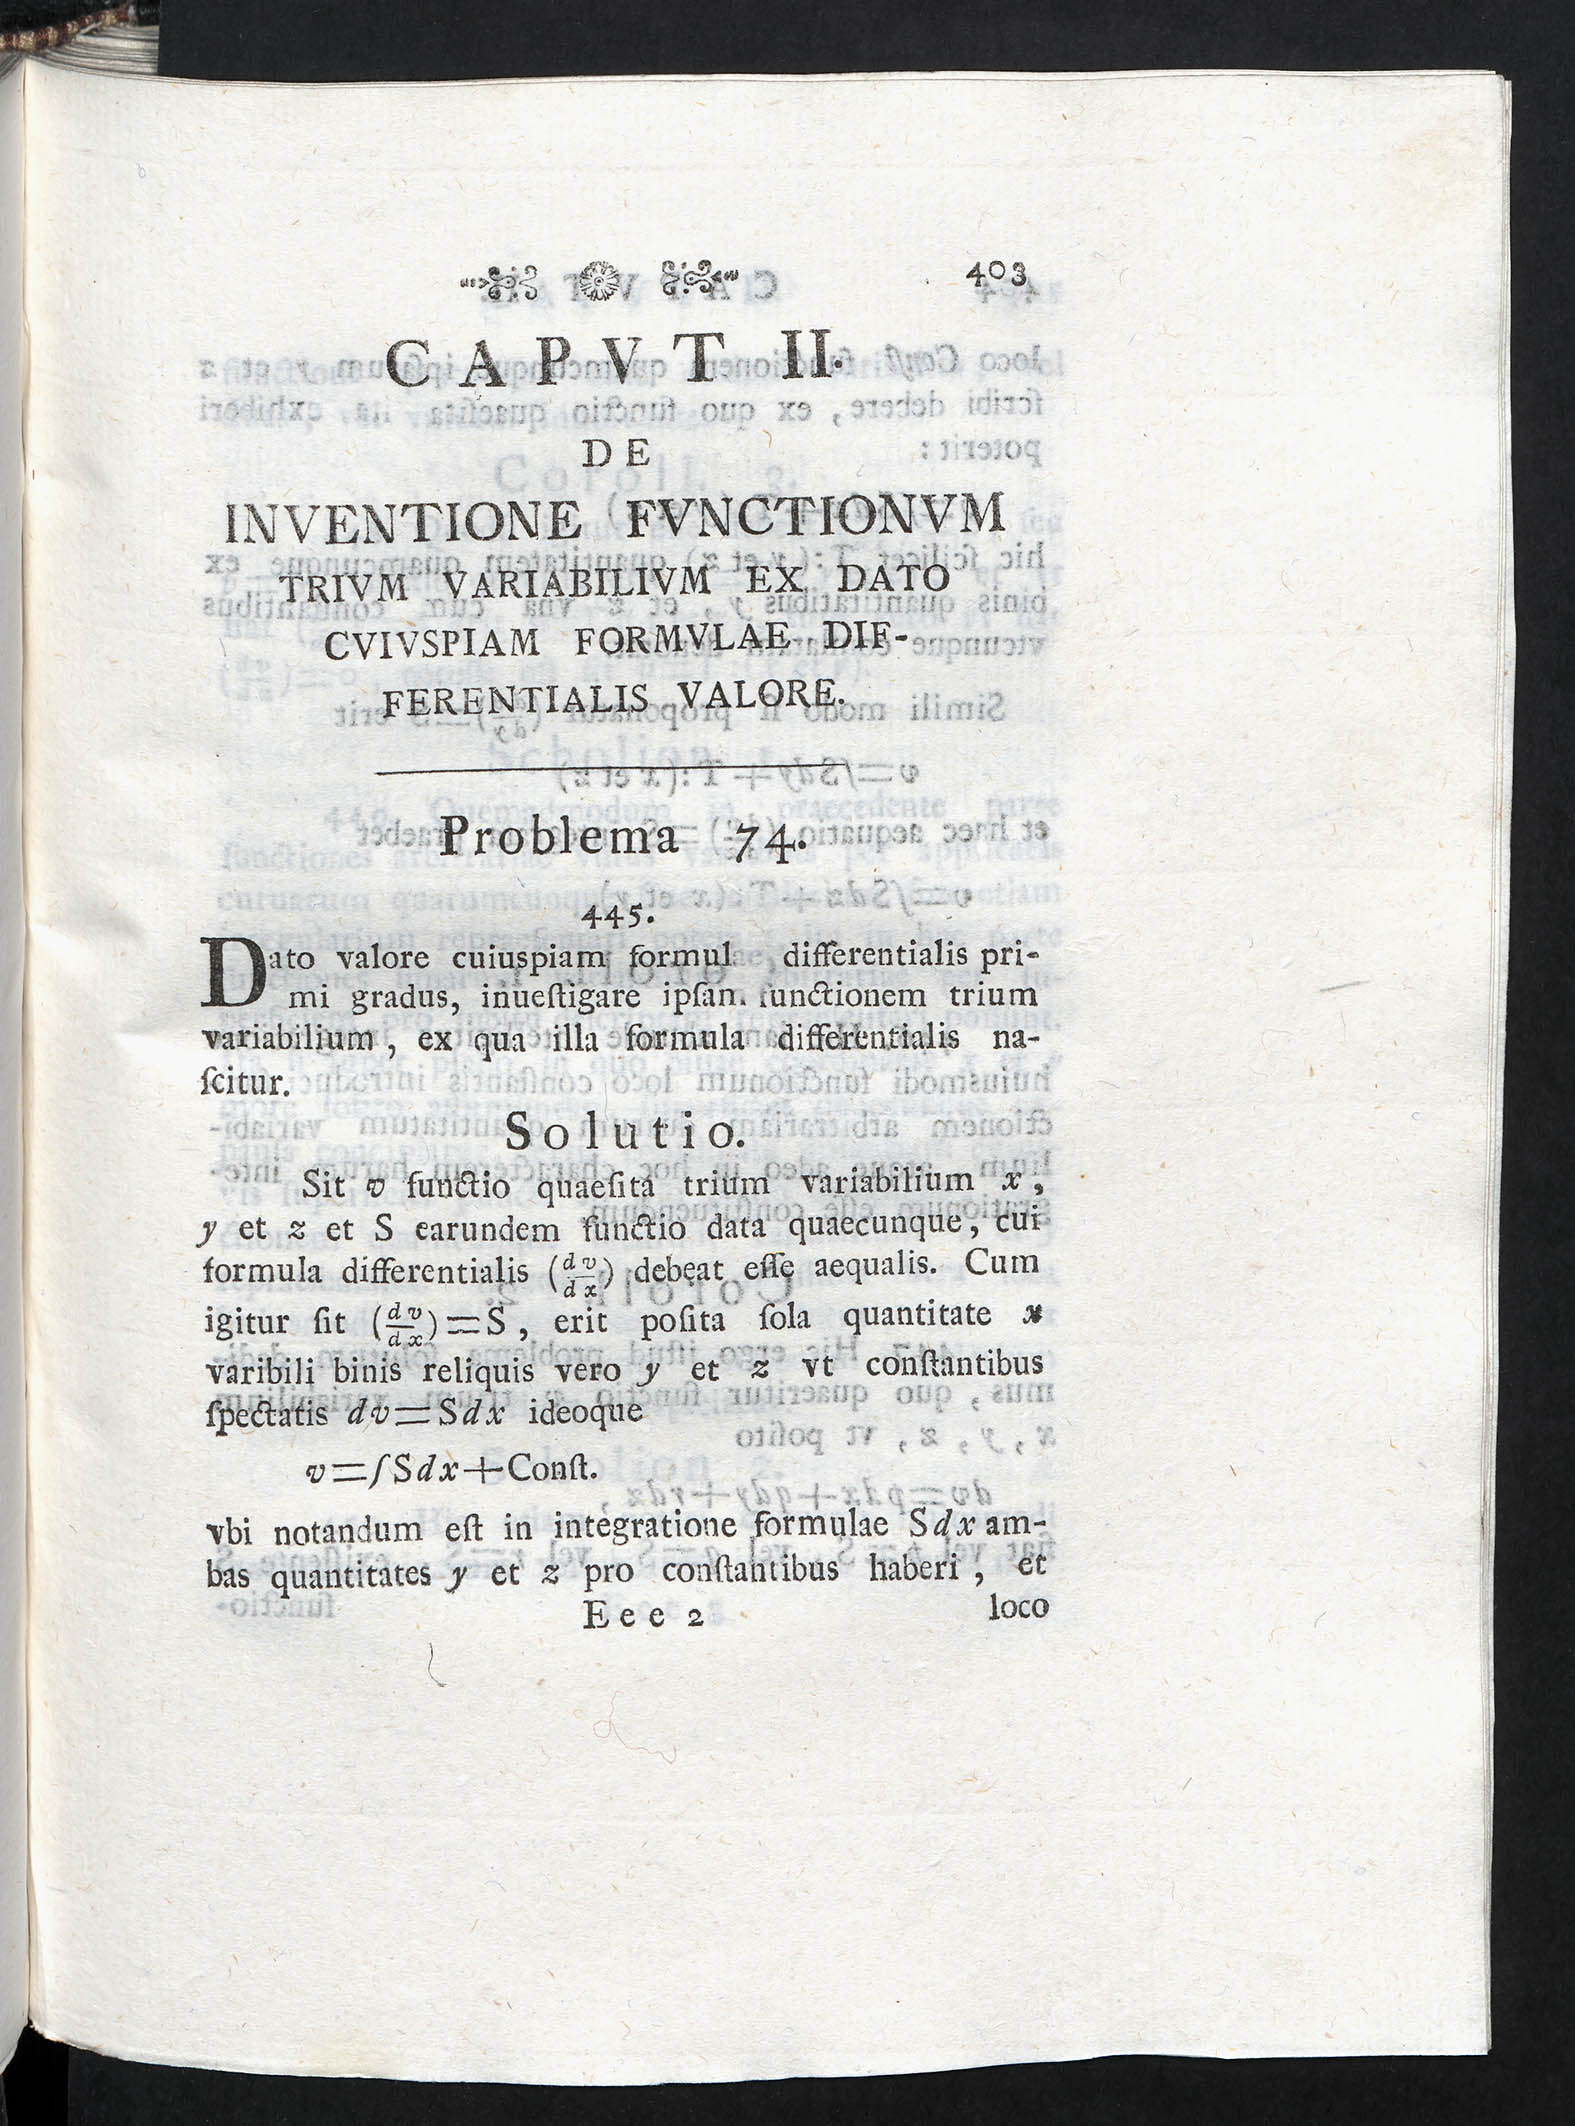 403
CAPVT II.
DE
INVENTIONE FVNCTIONVM
TRIVM VARIABILIVM EX DATO
CVIVSPIAM FORMVLAE DIF-
FERENTIALIS VALORE.
Problema 74.
445.
Dato valore cuiuspiam formul differentialis pri-
mi gradus, inueſtigare ipſam functionem trium
variabilium, ex qua illa formula differentialis na-
ſcitur.
Solutio.
Sit v functio quaeſita trium variabilium x,
y et z et S earundem functio data quaecunque, cui
formula differentialis (dv/dx) debeat eſſe aequalis. Cum
igitur ſit (dv/dx)=S, erit poſita ſola quantitate x
varibili binis reliquis vero y et z vt conſtantibus
ſpectatis dv=Sdx ideoque
v=∫Sdx+Conſt.
vbi notandum eſt in integratione formulae Sdx am-
bas quantitates y et z pro conſtantibus haberi, et
Eee 2 loco